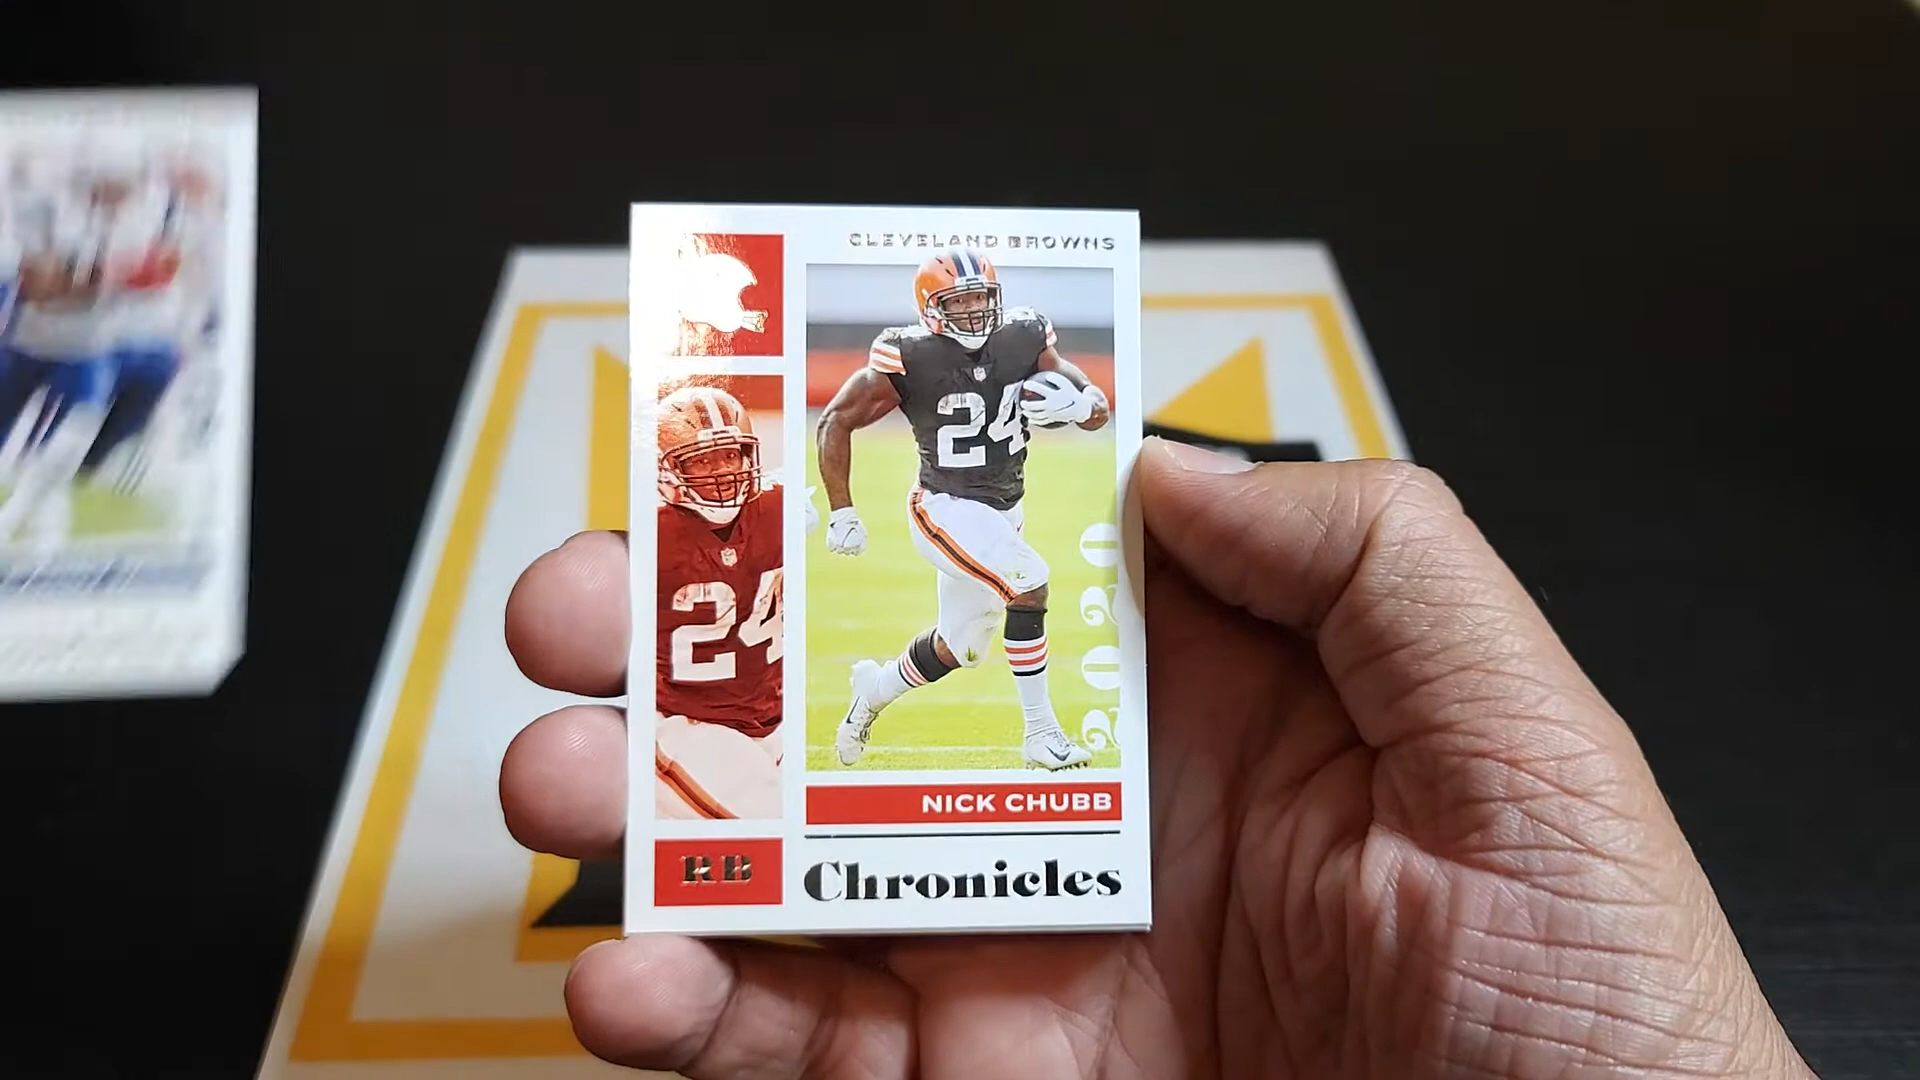 CLEVELAND BROWNS
24
24
2020
NICK CHUBB
RB
Chronicles